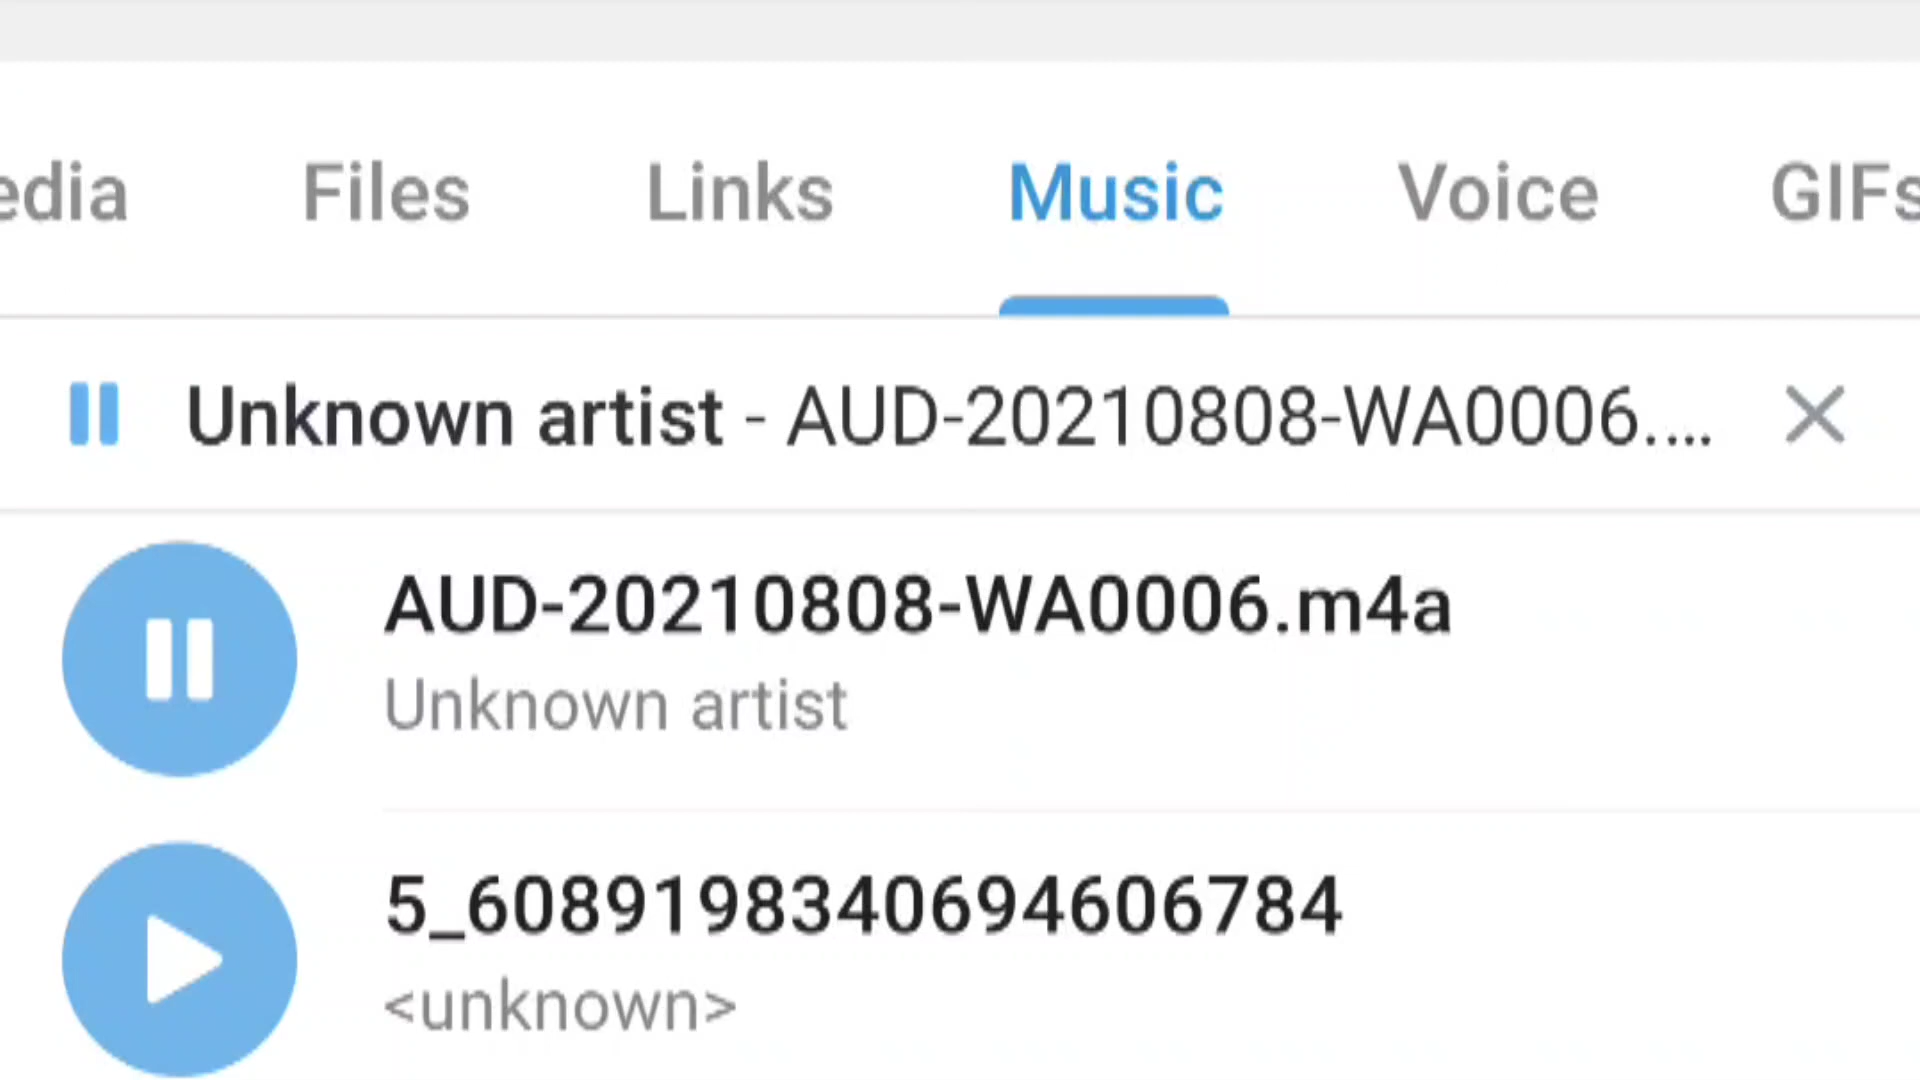 edia Files Links Music Voice GIFs
Unknown artist - AUD-20210808-WA0006....
AUD-20210808-WA0006.m4a
Unknown artist
5_6089198340694606784
<unknown>